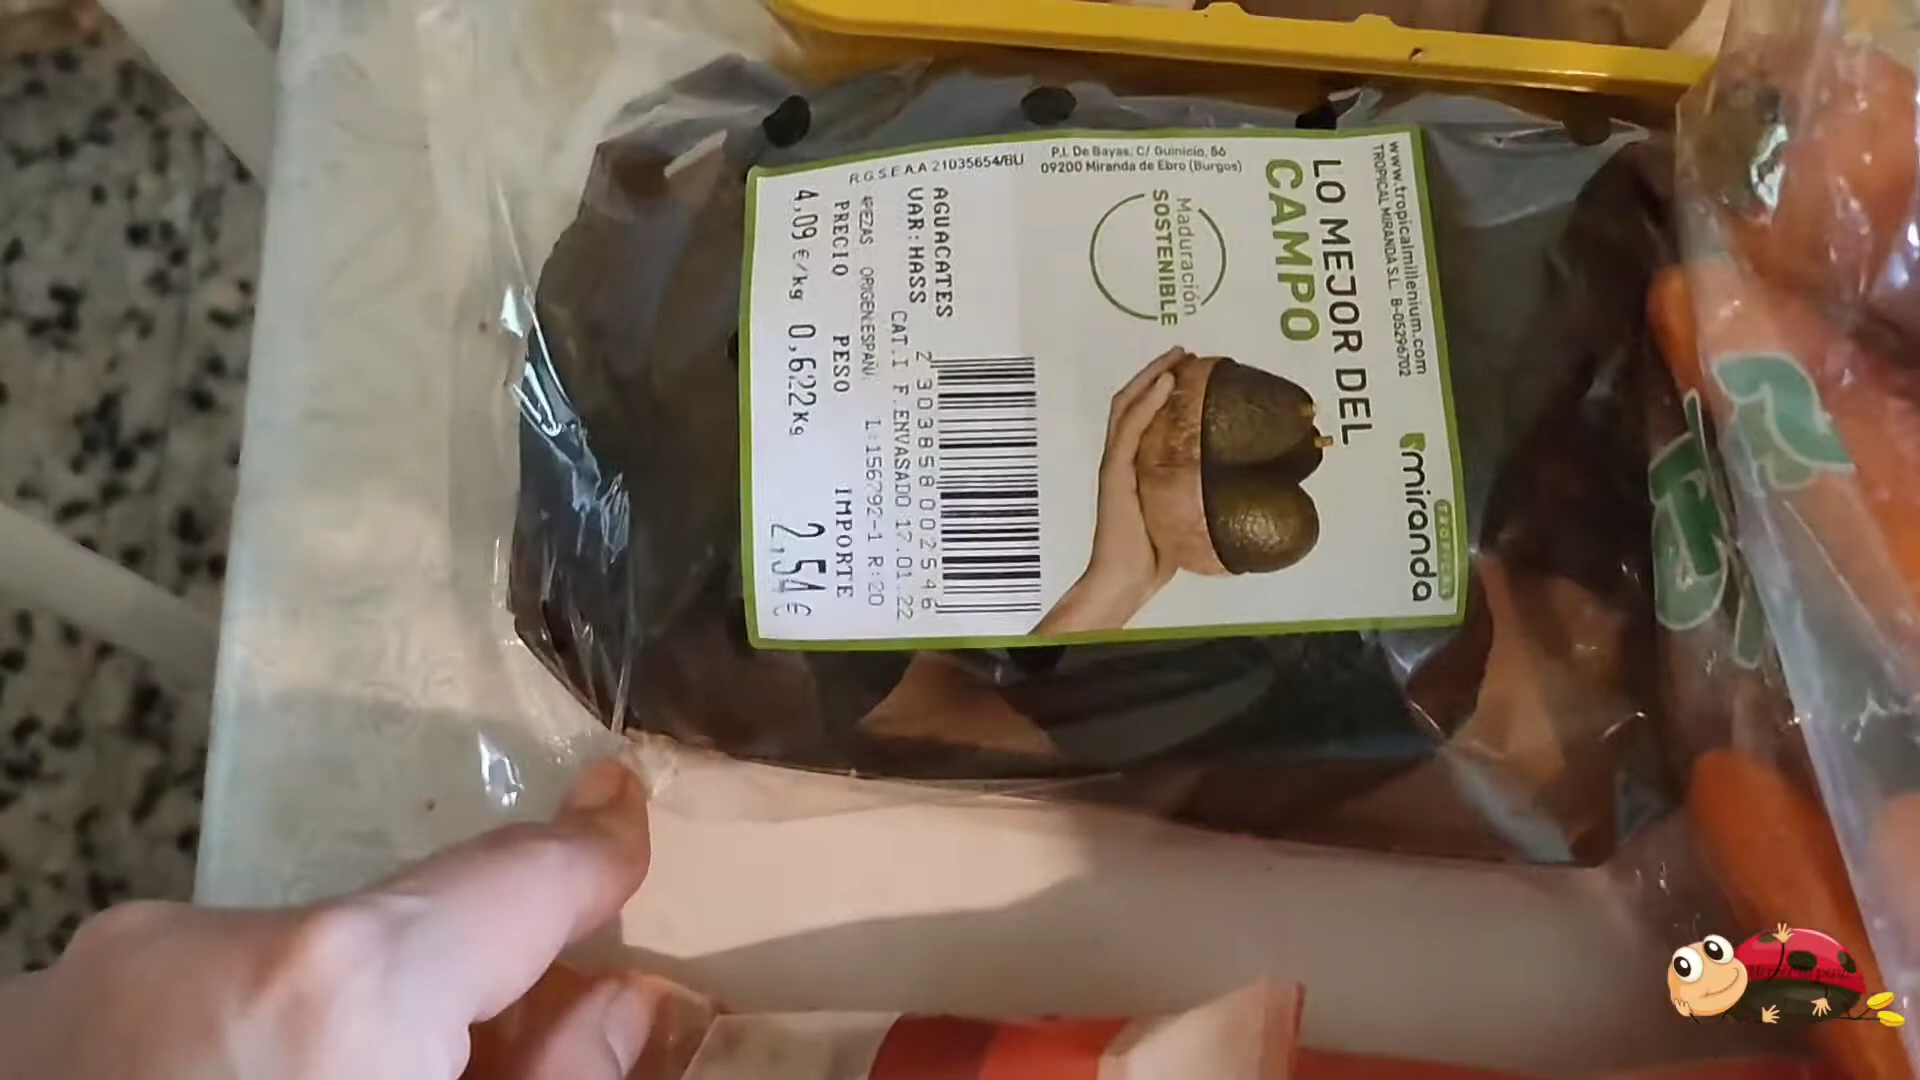 www.tropicalmillenium.com
TROPICAL MIRANDA S.L. B-05296702
TROPICAL
miranda
LO MEJOR DEL
CAMPO
Maduración
SOSTENIBLE
P.I. De Bayas, C/ Guinicio, 86
09200 Miranda de Ebro (Burgos)
R.G.S.E.A.A 21035654/BU
2 303858 002546
AGUACATES
VAR:HASS
CAT.I F.ENVASADO 17.01.22
ORIGEN:ESPAÑ L:156792-1 R:20
PRECIO PESO IMPORTE
4,09 €/kg 0,622Kg 2,54 €